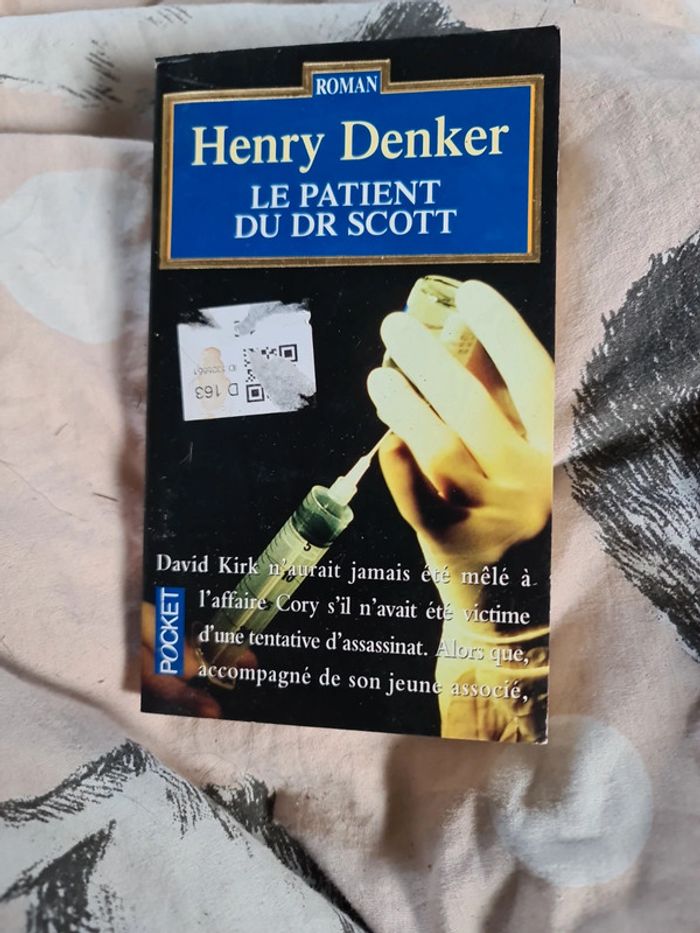 ROMAN
Henry Denker
LE PATIENT
DU DR SCOTT
D 163
David Kirk n'aurait jamais été mêlé à
l'affaire Cory s'il n'avait été victime
d'une tentative d'assassinat. Alors que,
accompagné de son jeune associé,
POCKET
5